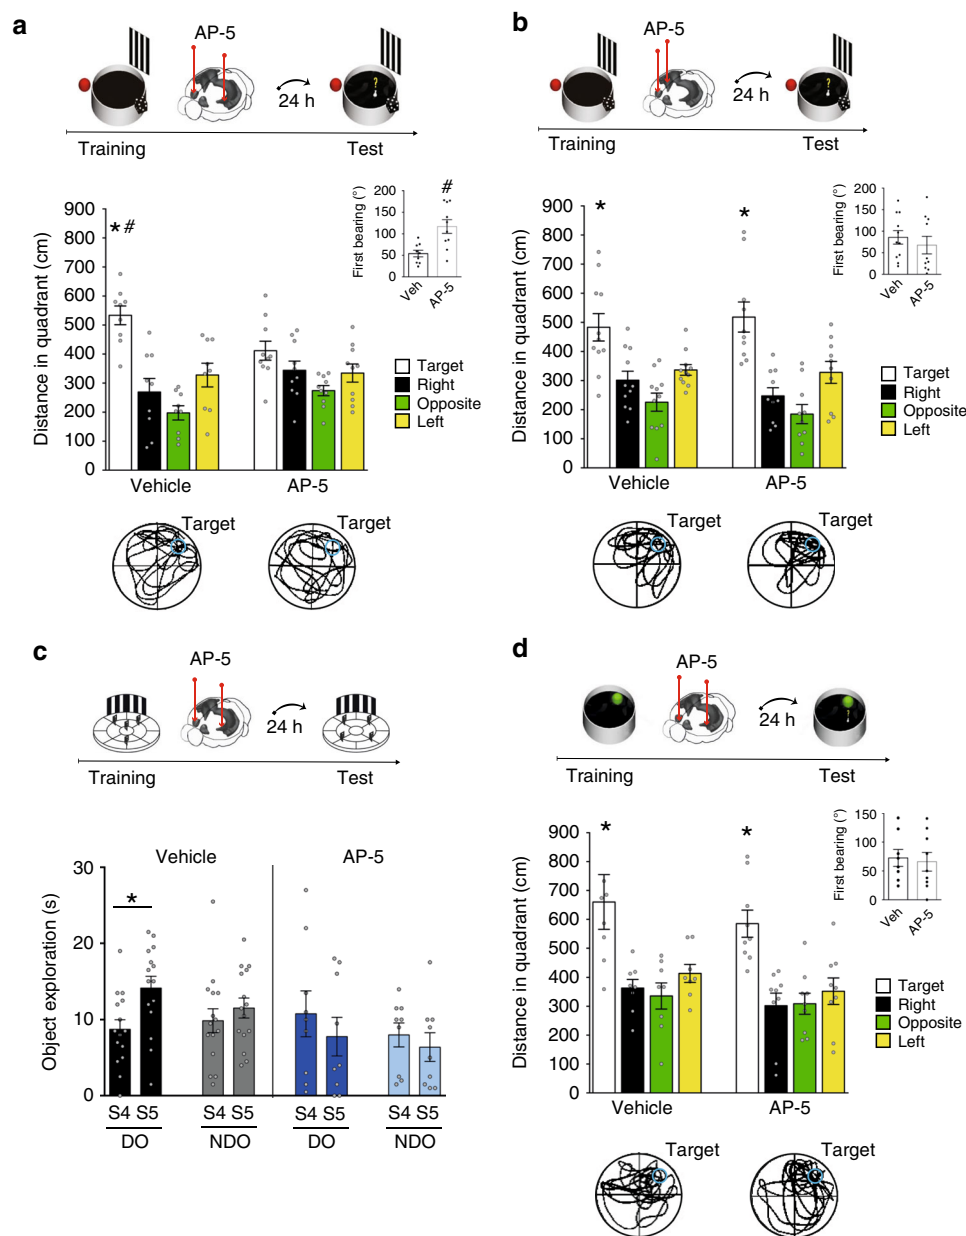 a
AP-5
24 h
Training
Test
Distance in quadrant (cm)
900
800
700
600
500
400
300
200
100
0
* #
Vehicle
AP-5
First bearing (°)
200
150
100
50
0
#
Veh
AP-5
Target
Right
Opposite
Left
Target
Target
b
AP-5
24 h
?
Training
Test
Distance in quadrant (cm)
900
800
700
600
500
400
300
200
100
0
*
*
Vehicle
AP-5
First bearing (°)
200
150
100
50
0
Veh
AP-5
Target
Right
Opposite
Left
Target
Target
c
AP-5
24 h
Training
Test
Vehicle
AP-5
Object exploration (s)
30
20
10
0
*
S4 S5
S4 S5
S4 S5
S4 S5
DO
NDO
DO
NDO
d
AP-5
24 h
Training
Test
Distance in quadrant (cm)
900
800
700
600
500
400
300
200
100
0
*
*
Vehicle
AP-5
First bearing (°)
150
100
50
0
Veh
AP-5
Target
Right
Opposite
Left
Target
Target